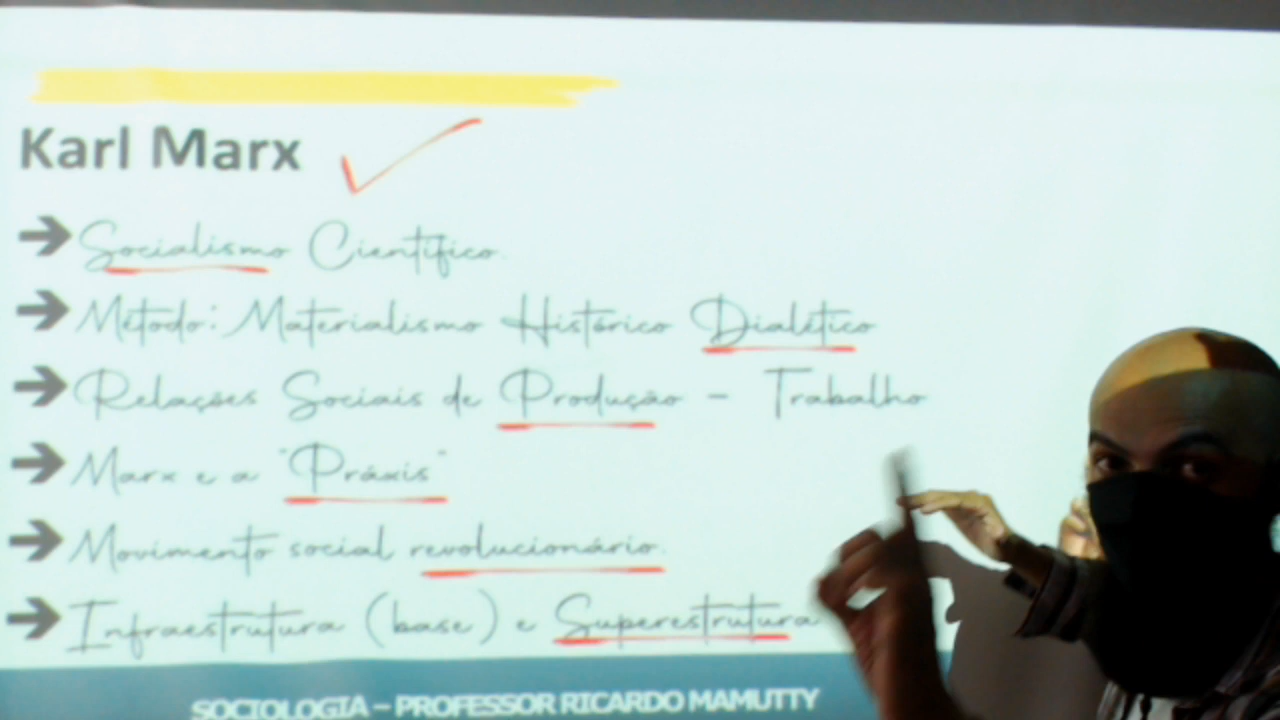 Karl Marx
→ Socialismo Científico.
→ Método: Materialismo Histórico Dialético
→ Relações Sociais de Produção – Trabalho
→ Marx e a "Práxis"
→ Movimento social revolucionário.
→ Infraestrutura (base) e Superestrutura
SOCIOLOGIA – PROFESSOR RICARDO MAMUTTY